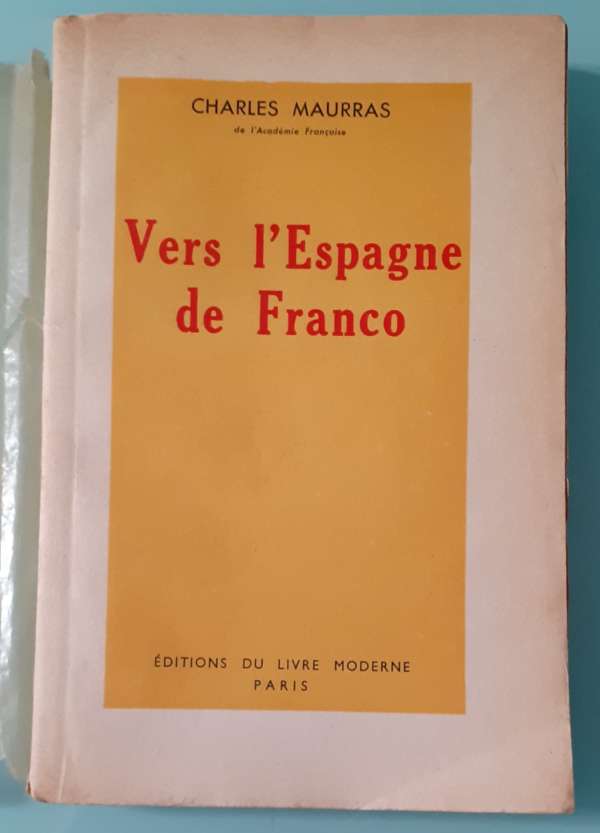 CHARLES MAURRAS
de l'Académie Française
Vers l'Espagne
de Franco
ÉDITIONS DU LIVRE MODERNE
PARIS